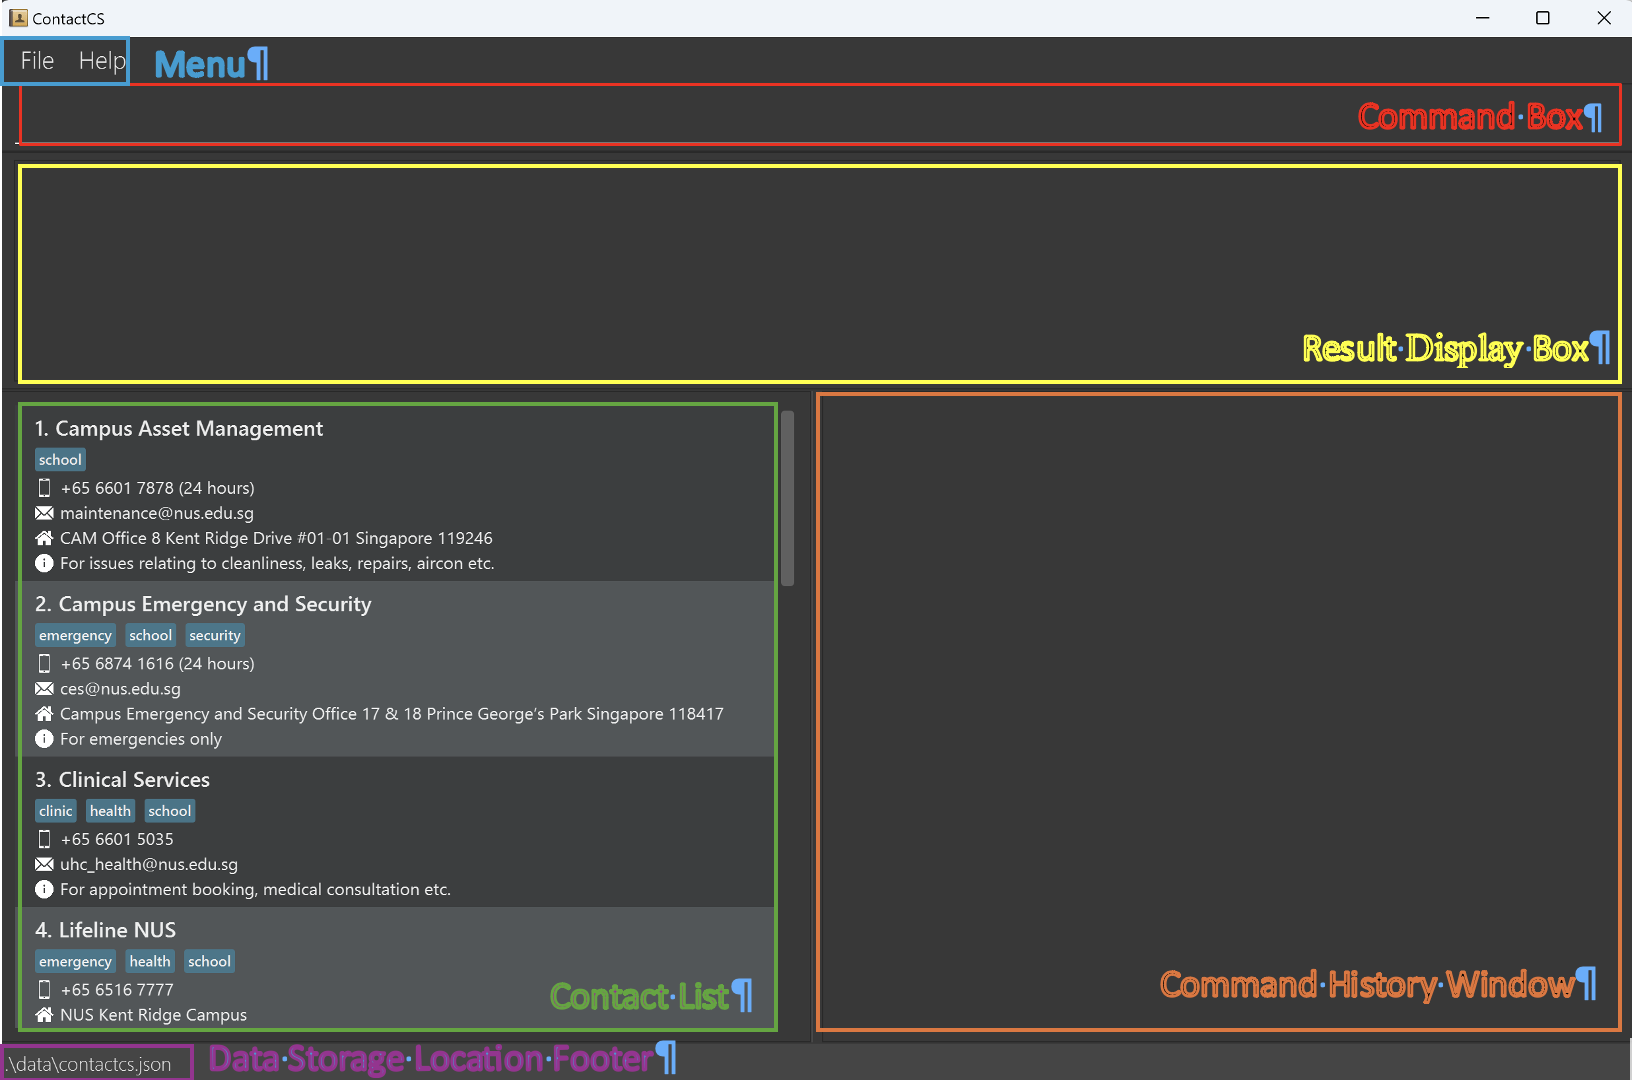 ContactCS
File Help Menu¶
Command·Box¶
Result·Display·Box¶
1. Campus Asset Management
school
+65 6601 7878 (24 hours)
maintenance@nus.edu.sg
CAM Office 8 Kent Ridge Drive #01-01 Singapore 119246
For issues relating to cleanliness, leaks, repairs, aircon etc.
2. Campus Emergency and Security
emergency school security
+65 6874 1616 (24 hours)
ces@nus.edu.sg
Campus Emergency and Security Office 17 & 18 Prince George's Park Singapore 118417
For emergencies only
3. Clinical Services
clinic health school
+65 6601 5035
uhc_health@nus.edu.sg
For appointment booking, medical consultation etc.
4. Lifeline NUS
emergency health school
+65 6516 7777
NUS Kent Ridge Campus
Contact·List¶
Command·History·Window¶
.\data\contactcs.json Data·Storage·Location·Footer¶